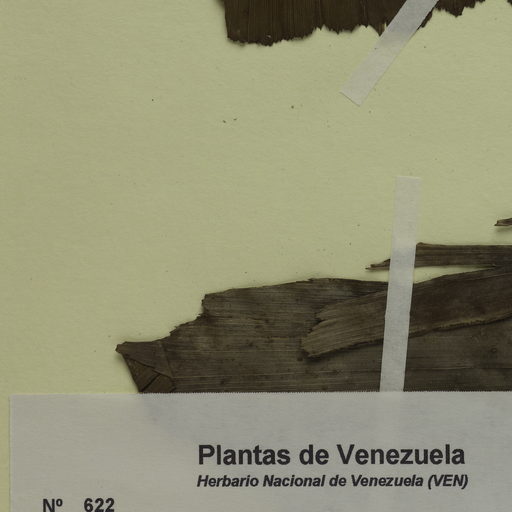 Plantas de Venezuela
Herbario Nacional de Venezuela (VEN)
Nº 622